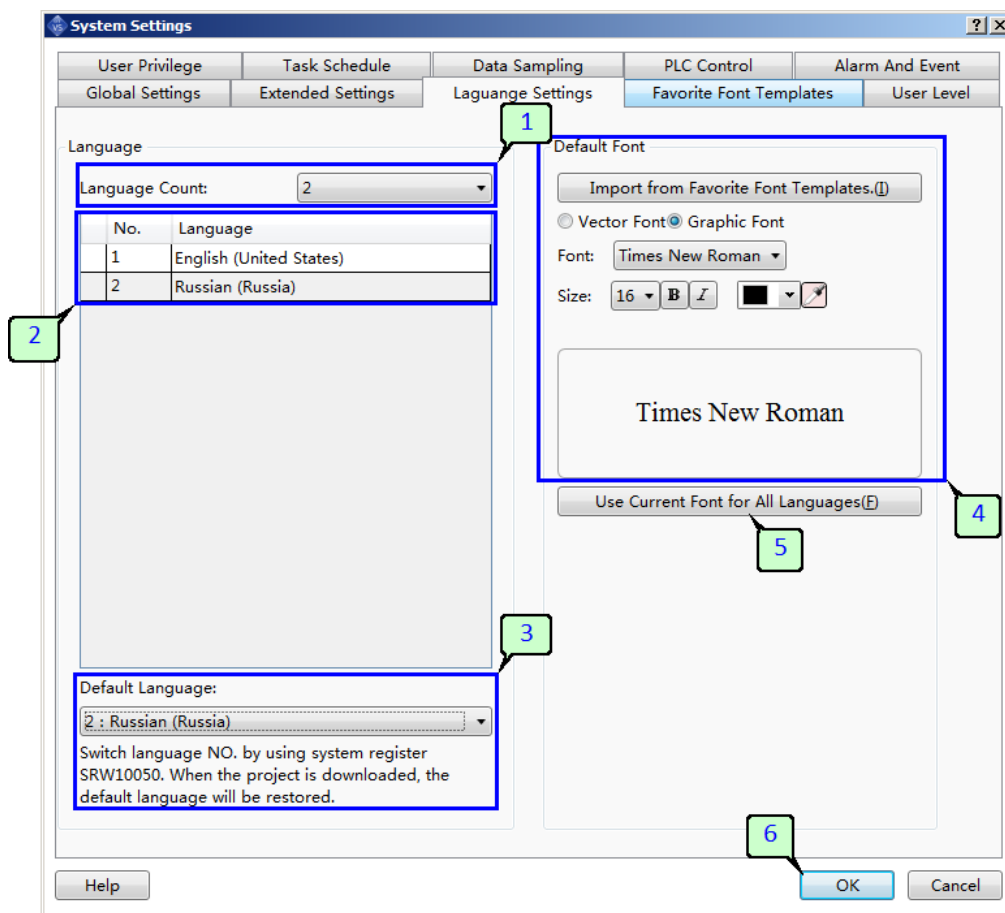 System Settings
User Privilege Task Schedule Data Sampling PLC Control Alarm And Event
Global Settings Extended Settings Laguange Settings Favorite Font Templates User Level
1
Language
Language Count: 2
No. Language
1 English (United States)
2 Russian (Russia)
2
3
Default Language:
2 : Russian (Russia)
Switch language NO. by using system register
SRW10050. When the project is downloaded, the
default language will be restored.
Default Font
Import from Favorite Font Templates.(I)
Vector Font Graphic Font
Font: Times New Roman
Size: 16 B I
Times New Roman
4
Use Current Font for All Languages(F)
5
6
Help OK Cancel